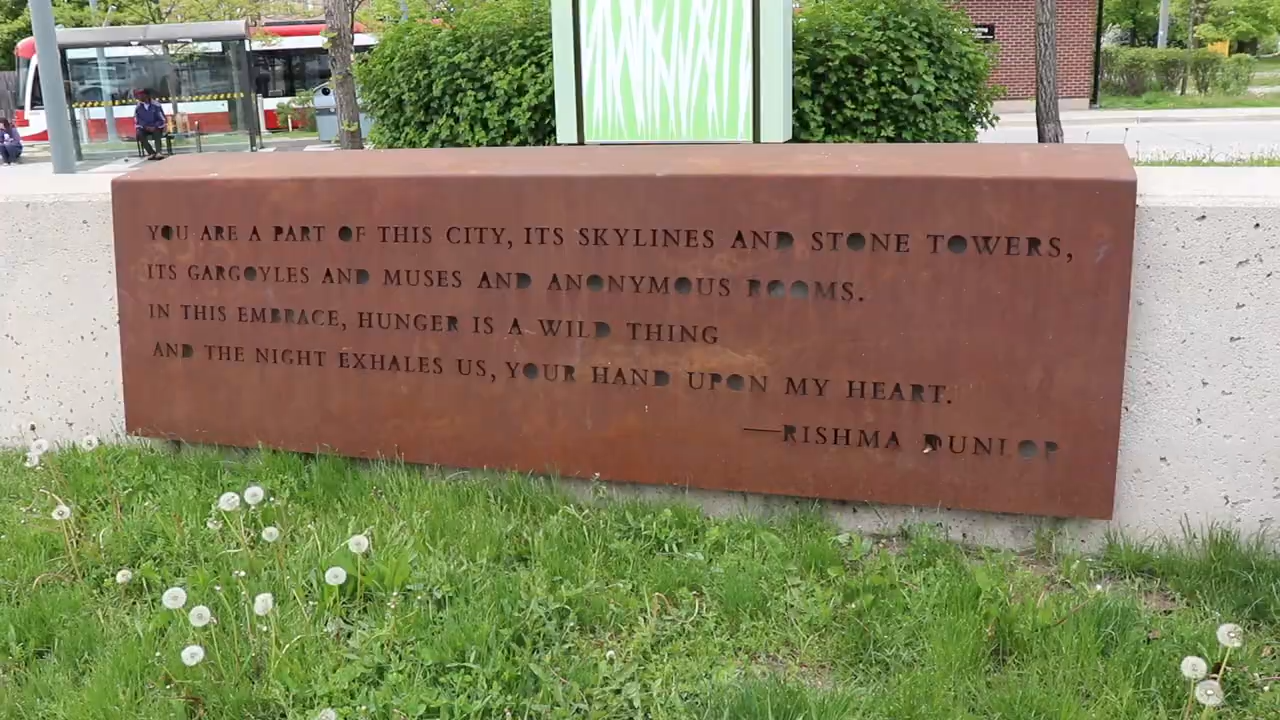 YOU ARE A PART OF THIS CITY, ITS SKYLINES AND STONE TOWERS,
ITS GARGOYLES AND MUSES AND ANONYMOUS ROOMS.
IN THIS EMBRACE, HUNGER IS A WILD THING
AND THE NIGHT EXHALES US, YOUR HAND UPON MY HEART.
—RISHMA DUNLOP